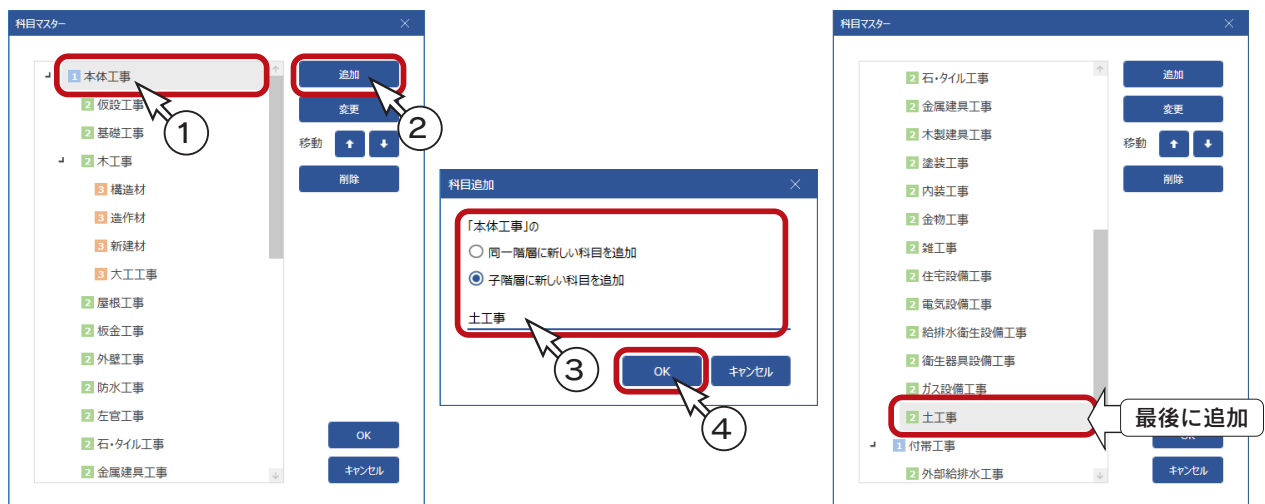 科目マスター
1 本体工事
2 仮設工事
2 基礎工事
2 木工事
3 構造材
3 造作材
3 新建材
3 大工工事
2 屋根工事
2 板金工事
2 外壁工事
2 防水工事
2 左官工事
2 石・タイル工事
2 金属建具工事
追加
変更
移動
削除
OK
キャンセル
1
2
科目追加
「本体工事」の
同一階層に新しい科目を追加
子階層に新しい科目を追加
土工事
OK
キャンセル
3
4
科目マスター
2 石・タイル工事
2 金属建具工事
2 木製建具工事
2 塗装工事
2 内装工事
2 金物工事
2 雑工事
2 住宅設備工事
2 電気設備工事
2 給排水衛生設備工事
2 衛生器具設備工事
2 ガス設備工事
2 土工事
1 付帯工事
2 外部給排水工事
追加
変更
移動
削除
最後に追加
OK
キャンセル